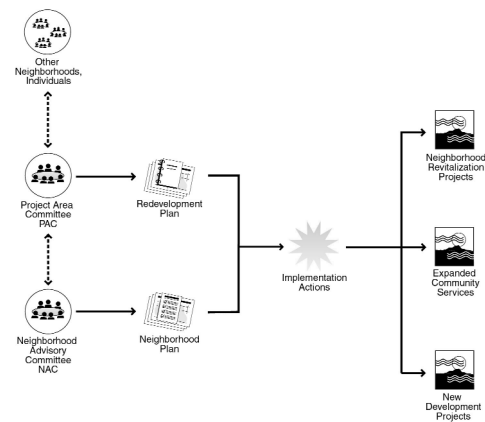 Other
Neighborhoods,
Individuals
Project Area
Committee
PAC
Redevelopment
Plan
Neighborhood
Advisory
Committee
NAC
Neighborhood
Plan
Implementation
Actions
Neighborhood
Revitalization
Projects
Expanded
Community
Services
New
Development
Projects